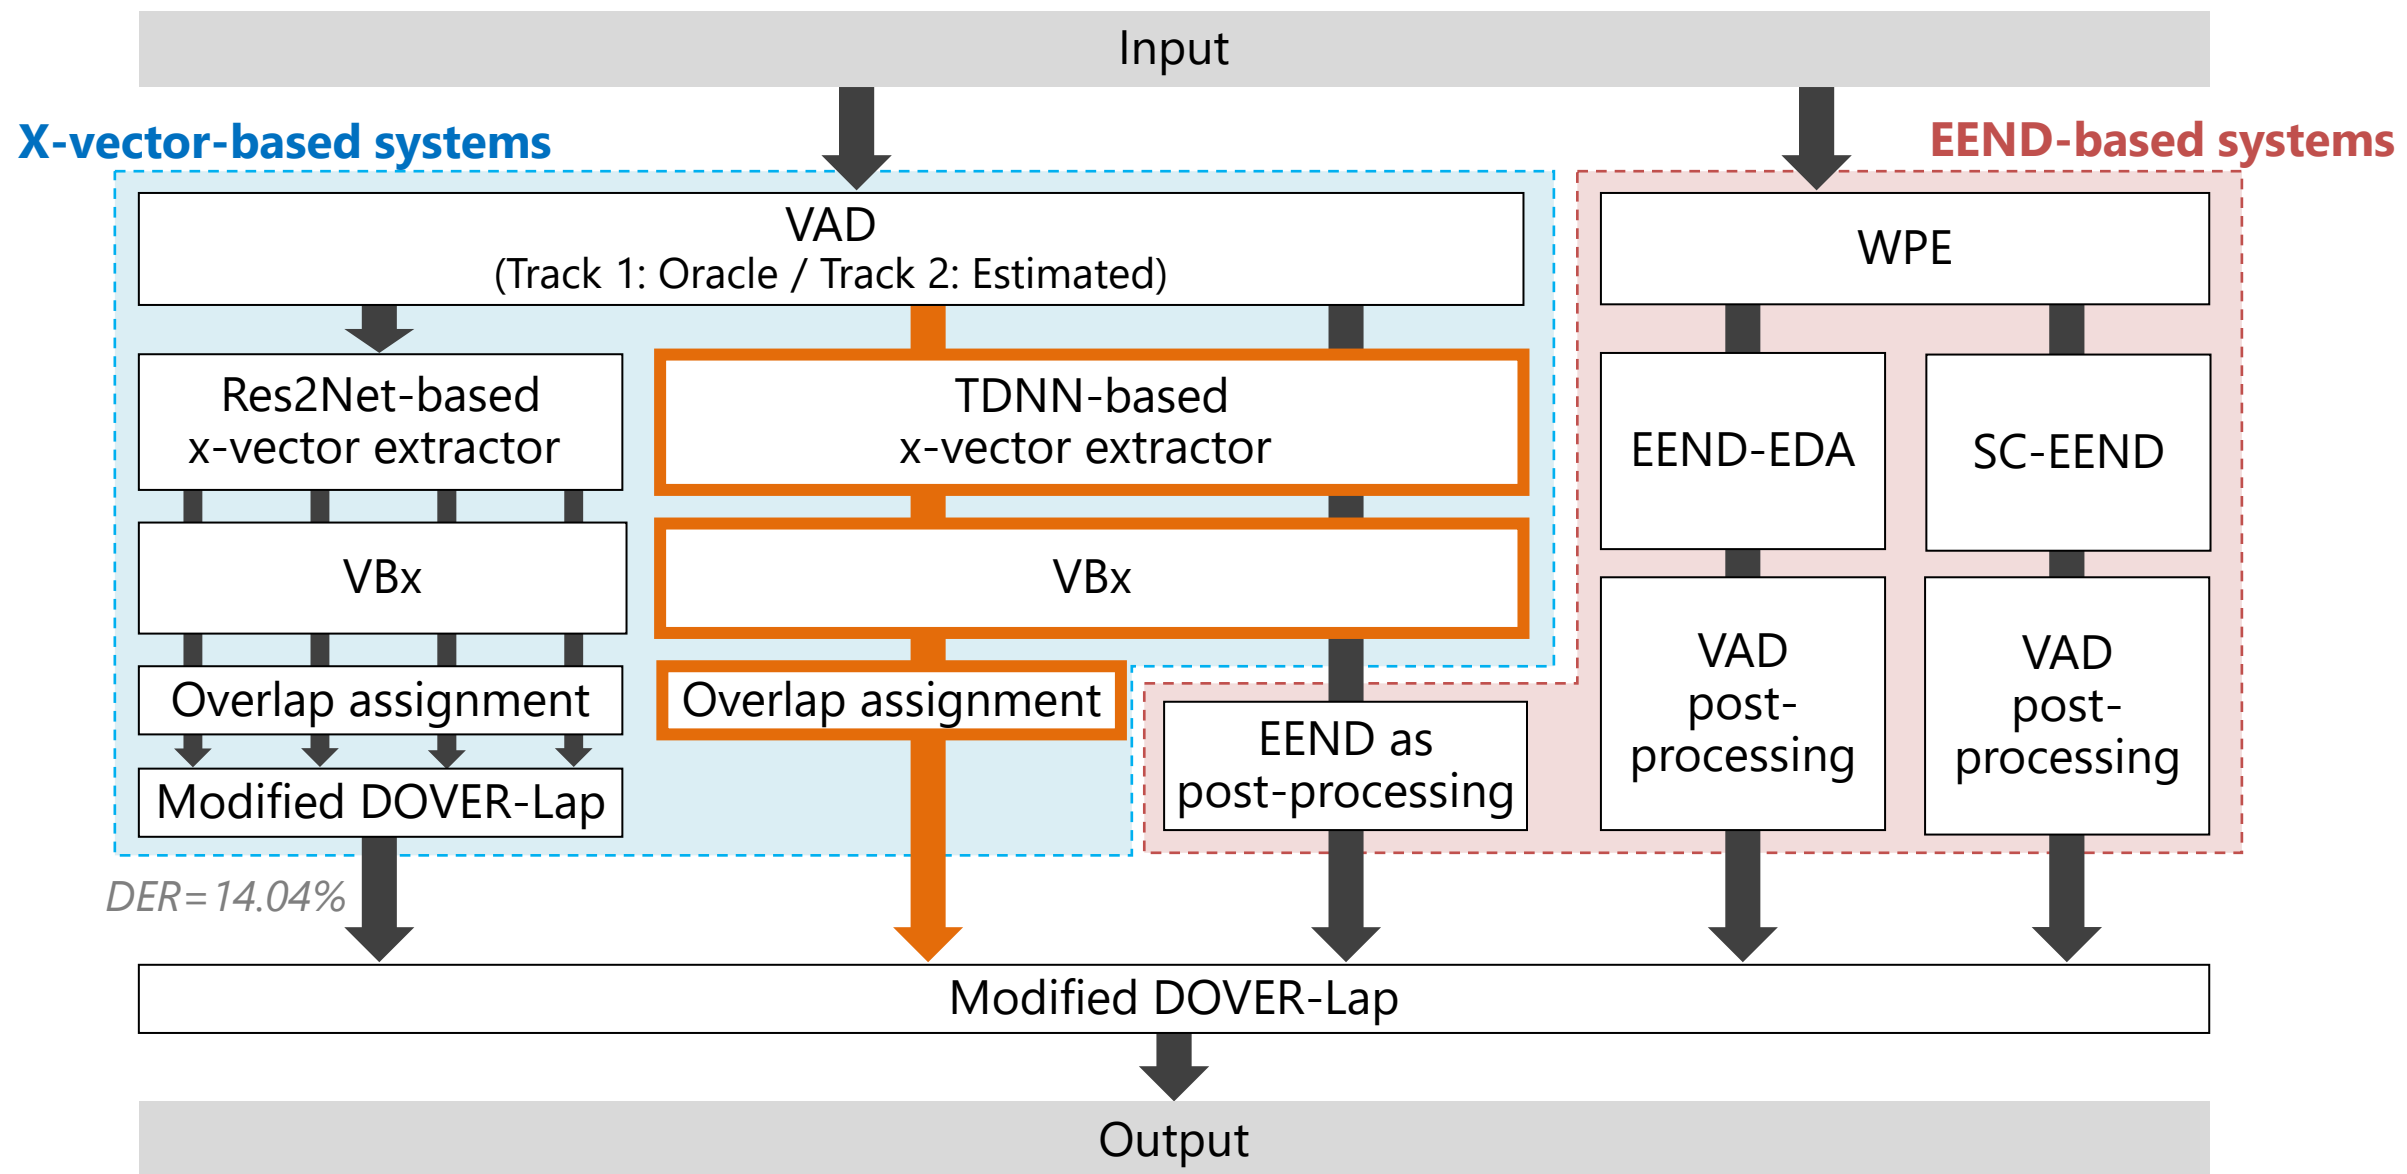 Input
X-vector-based systems
EEND-based systems
VAD
(Track 1: Oracle / Track 2: Estimated)
WPE
Res2Net-based
x-vector extractor
TDNN-based
x-vector extractor
EEND-EDA
SC-EEND
VBx
VBx
Overlap assignment
Overlap assignment
EEND as
post-processing
VAD
post-
processing
VAD
post-
processing
Modified DOVER-Lap
DER=14.04%
Modified DOVER-Lap
Output